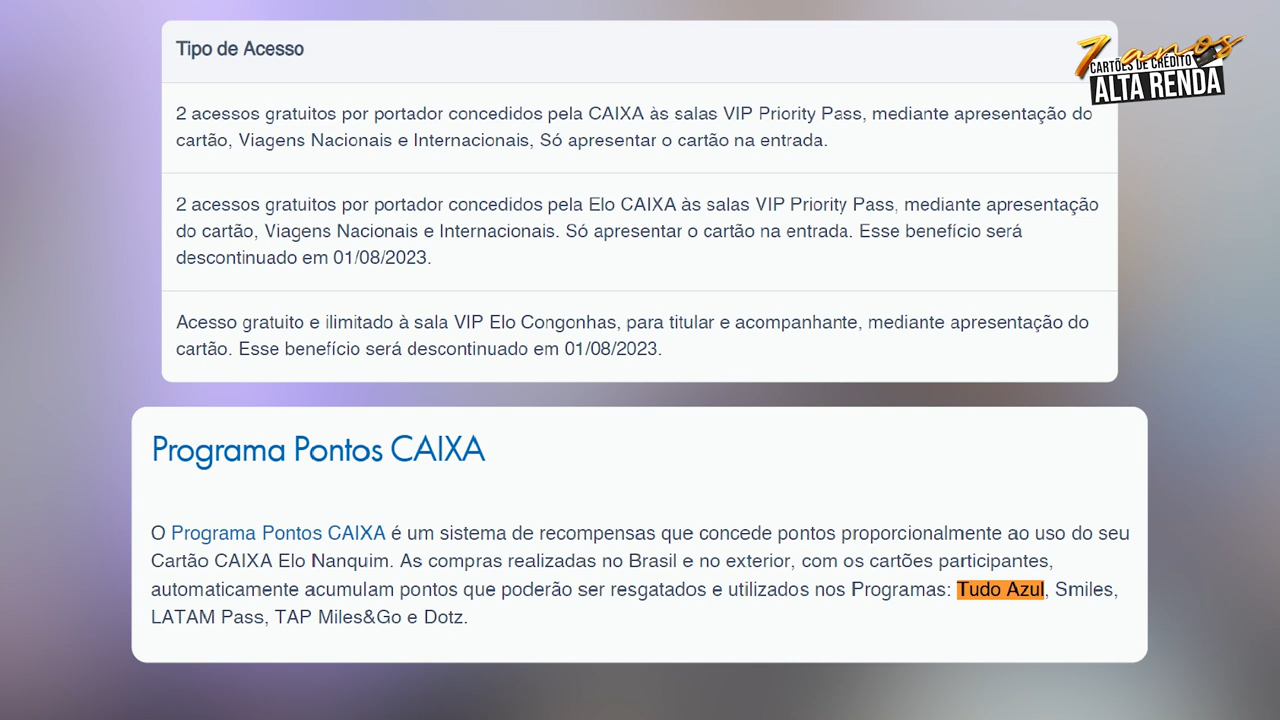 Tipo de Acesso
7 anos
CARTÕES DE CRÉDITO
ALTA RENDA
2 acessos gratuitos por portador concedidos pela CAIXA às salas VIP Priority Pass, mediante apresentação do
cartão, Viagens Nacionais e Internacionais, Só apresentar o cartão na entrada.
2 acessos gratuitos por portador concedidos pela Elo CAIXA às salas VIP Priority Pass, mediante apresentação
do cartão, Viagens Nacionais e Internacionais. Só apresentar o cartão na entrada. Esse benefício será
descontinuado em 01/08/2023.
Acesso gratuito e ilimitado à sala VIP Elo Congonhas, para titular e acompanhante, mediante apresentação do
cartão. Esse benefício será descontinuado em 01/08/2023.
Programa Pontos CAIXA
O Programa Pontos CAIXA é um sistema de recompensas que concede pontos proporcionalmente ao uso do seu
Cartão CAIXA Elo Nanquim. As compras realizadas no Brasil e no exterior, com os cartões participantes,
automaticamente acumulam pontos que poderão ser resgatados e utilizados nos Programas: Tudo Azul, Smiles,
LATAM Pass, TAP Miles&Go e Dotz.